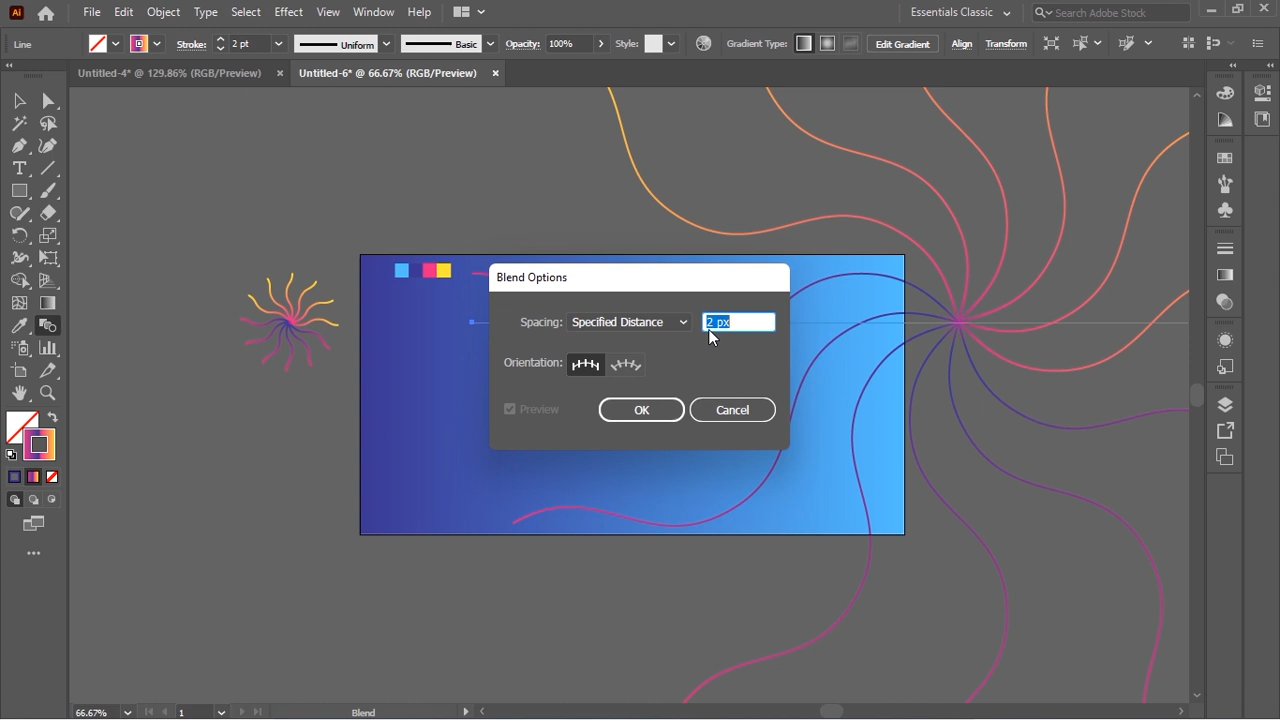 Ai
File Edit Object Type Select Effect View Window Help
Essentials Classic
Search Adobe Stock
Line
Stroke: 2 pt Uniform Basic Opacity: 100% Style: Gradient Type: Edit Gradient Align Transform
Untitled-4* @ 129.86% (RGB/Preview) × Untitled-6* @ 66.67% (RGB/Preview) ×
Blend Options
Spacing: Specified Distance 2 px
Orientation:
Preview OK Cancel
66.67% 1 Blend